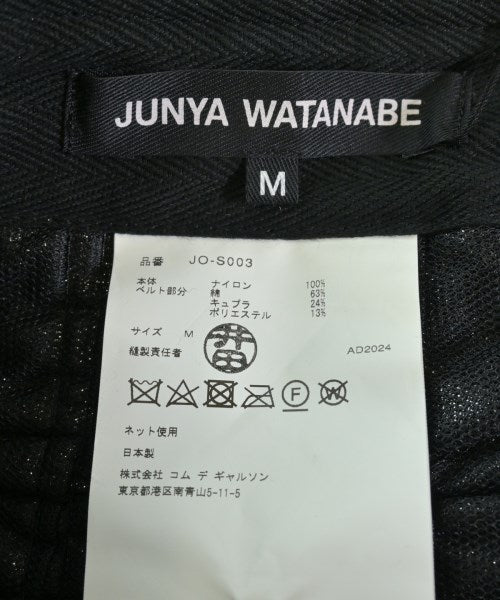 JUNYA WATANABE
M
品番 JO-S003
本体 ナイロン 100%
ベルト部分 綿 63%
キュプラ 24%
ポリエステル 13%
サイズ M
縫製責任者 井田
AD2024
F W
ネット使用
日本製
株式会社 コム デ ギャルソン
東京都港区南青山5-11-5